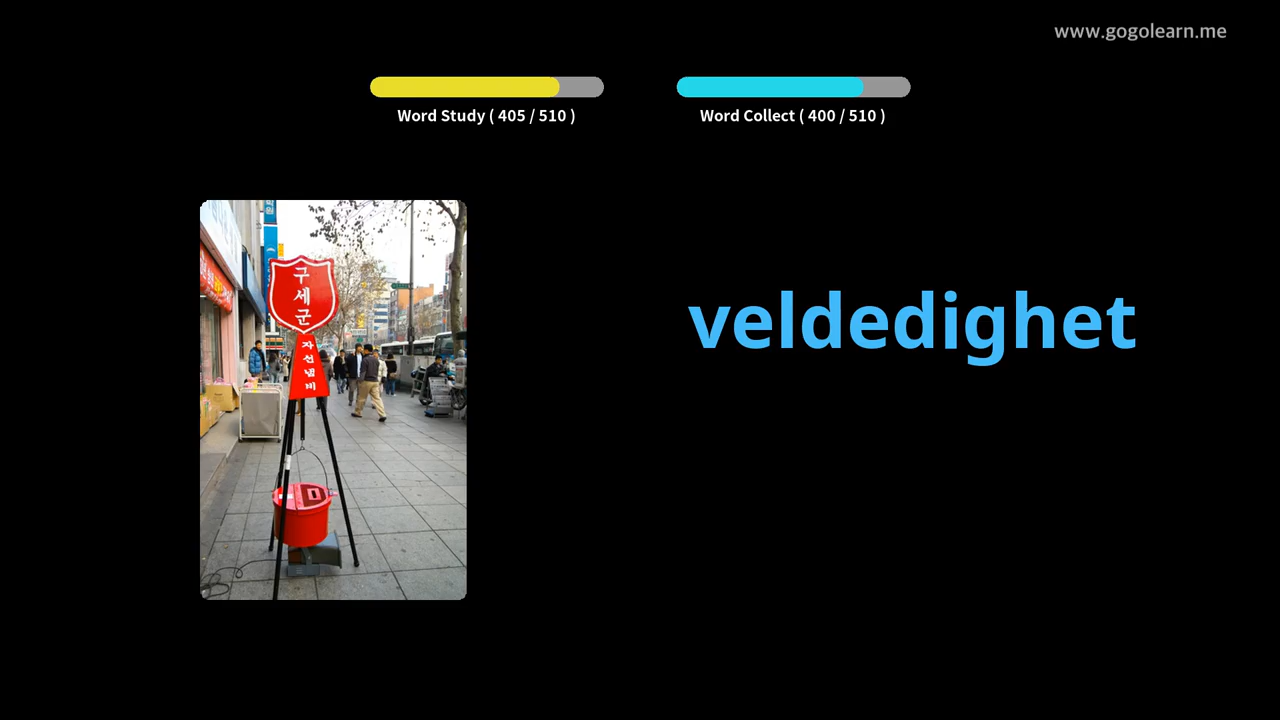 www.gogolearn.me
Word Study ( 405 / 510 )
Word Collect ( 400 / 510 )
구세군
자선냄비
veldedighet